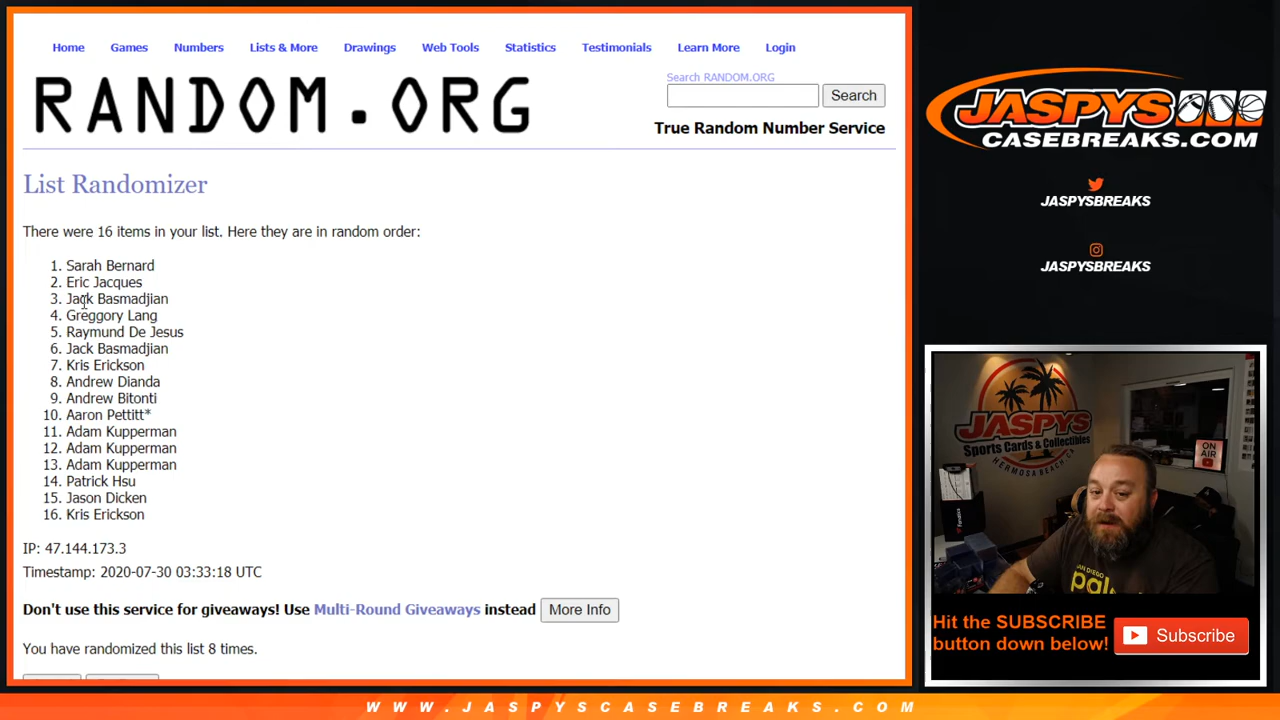 Home Games Numbers Lists & More Drawings Web Tools Statistics Testimonials Learn More Login
RANDOM.ORG
Search RANDOM.ORG
Search
True Random Number Service
List Randomizer
There were 16 items in your list. Here they are in random order:
1. Sarah Bernard
2. Eric Jacques
3. Jack Basmadjian
4. Greggory Lang
5. Raymund De Jesus
6. Jack Basmadjian
7. Kris Erickson
8. Andrew Dianda
9. Andrew Bitonti
10. Aaron Pettitt*
11. Adam Kupperman
12. Adam Kupperman
13. Adam Kupperman
14. Patrick Hsu
15. Jason Dicken
16. Kris Erickson
IP: 47.144.173.3
Timestamp: 2020-07-30 03:33:18 UTC
Don't use this service for giveaways! Use Multi-Round Giveaways instead More Info
You have randomized this list 8 times.
JASPYS
CASEBREAKS.COM
JASPYSBREAKS
JASPYSBREAKS
JASPYS
Sports Cards & Collectibles
HERMOSA BEACH CA
ON
AIR
SAN DIEGO
Hit the SUBSCRIBE
button down below!
Subscribe
WWW.JASPYSCASEBREAKS.COM